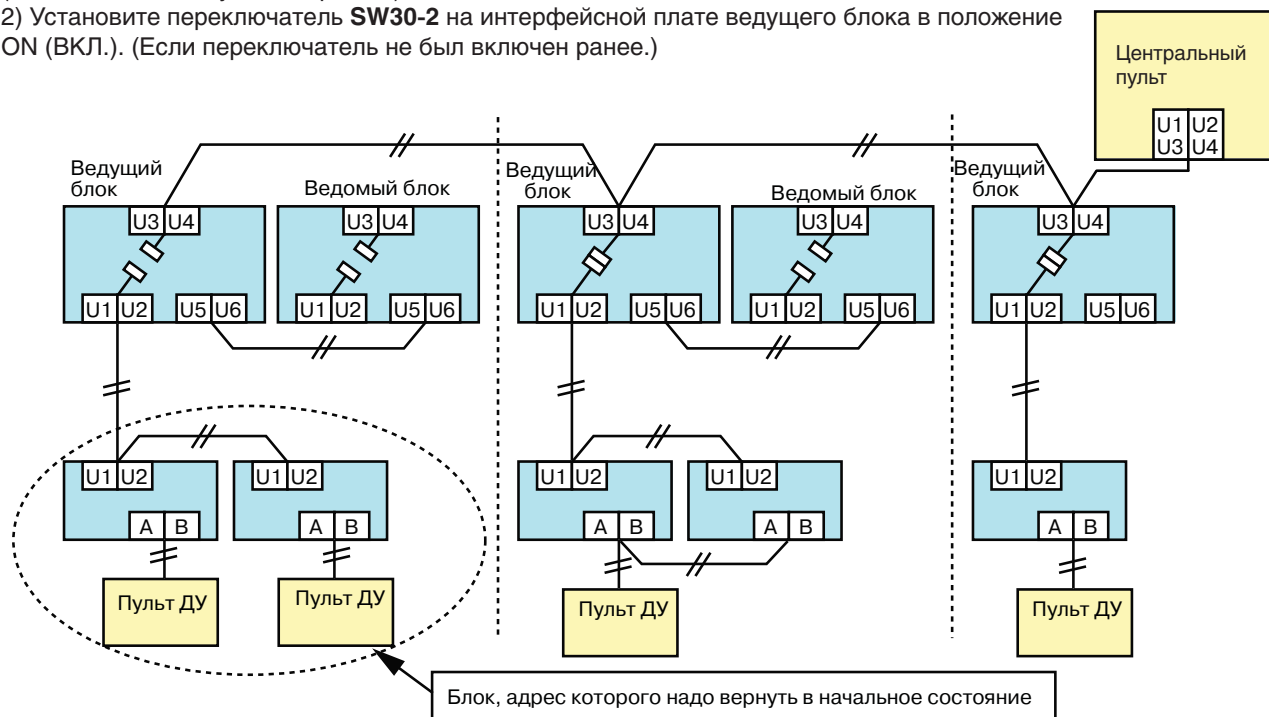 2) Установите переключатель SW30-2 на интерфейсной плате ведущего блока в положение
ON (ВКЛ.). (Если переключатель не был включен ранее.)
Центральный
пульт
U1 U2
U3 U4
Ведущий
блок
Ведомый блок
Ведущий
блок
Ведомый блок
Ведущий
блок
U3 U4
U3 U4
U3 U4
U3 U4
U3 U4
U1 U2
U5 U6
U1 U2
U5 U6
U1 U2
U5 U6
U1 U2
U5 U6
U1 U2
U5 U6
U1 U2
U1 U2
U1 U2
U1 U2
U1 U2
A B
A B
A B
A B
A B
Пульт ДУ
Пульт ДУ
Пульт ДУ
Пульт ДУ
Блок, адрес которого надо вернуть в начальное состояние